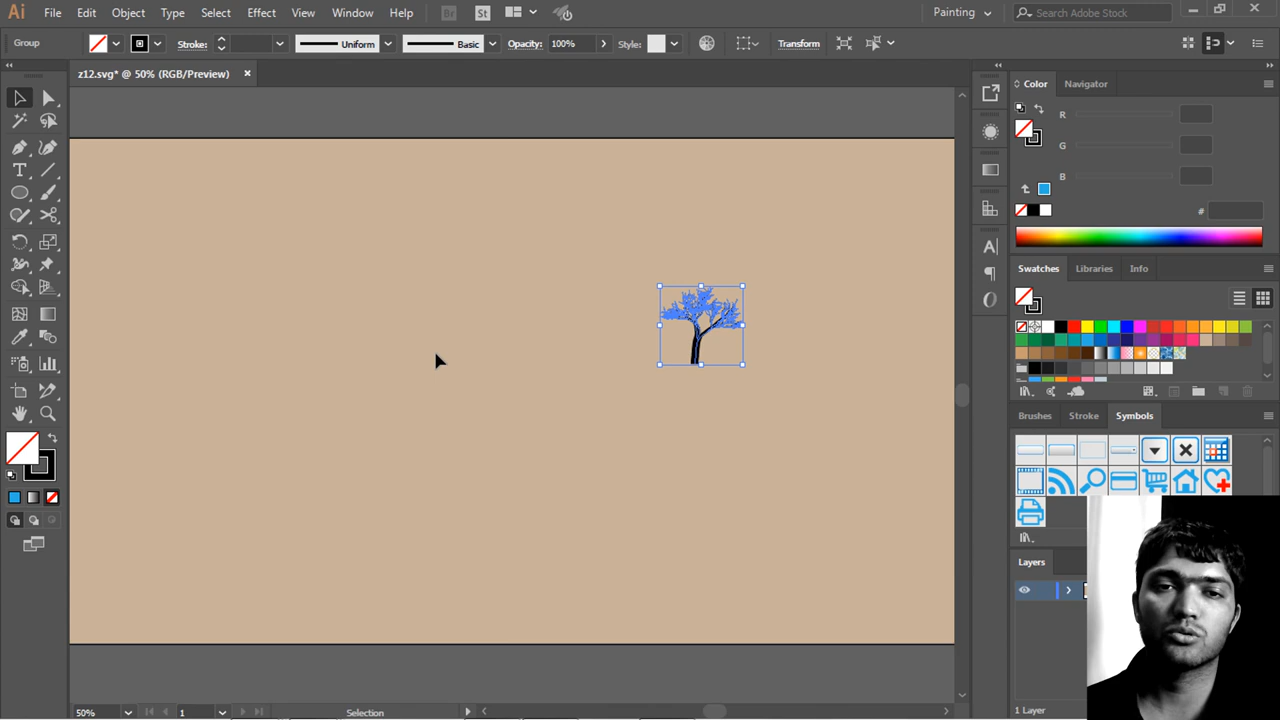 Ai File Edit Object Type Select Effect View Window Help Br St Painting Search Adobe Stock
Group Stroke: Uniform Basic Opacity: 100% Style: Transform
z12.svg* @ 50% (RGB/Preview)
Color Navigator
R
G
B
#
Swatches Libraries Info
Brushes Stroke Symbols
Layers
50% 1 Selection
1 Layer